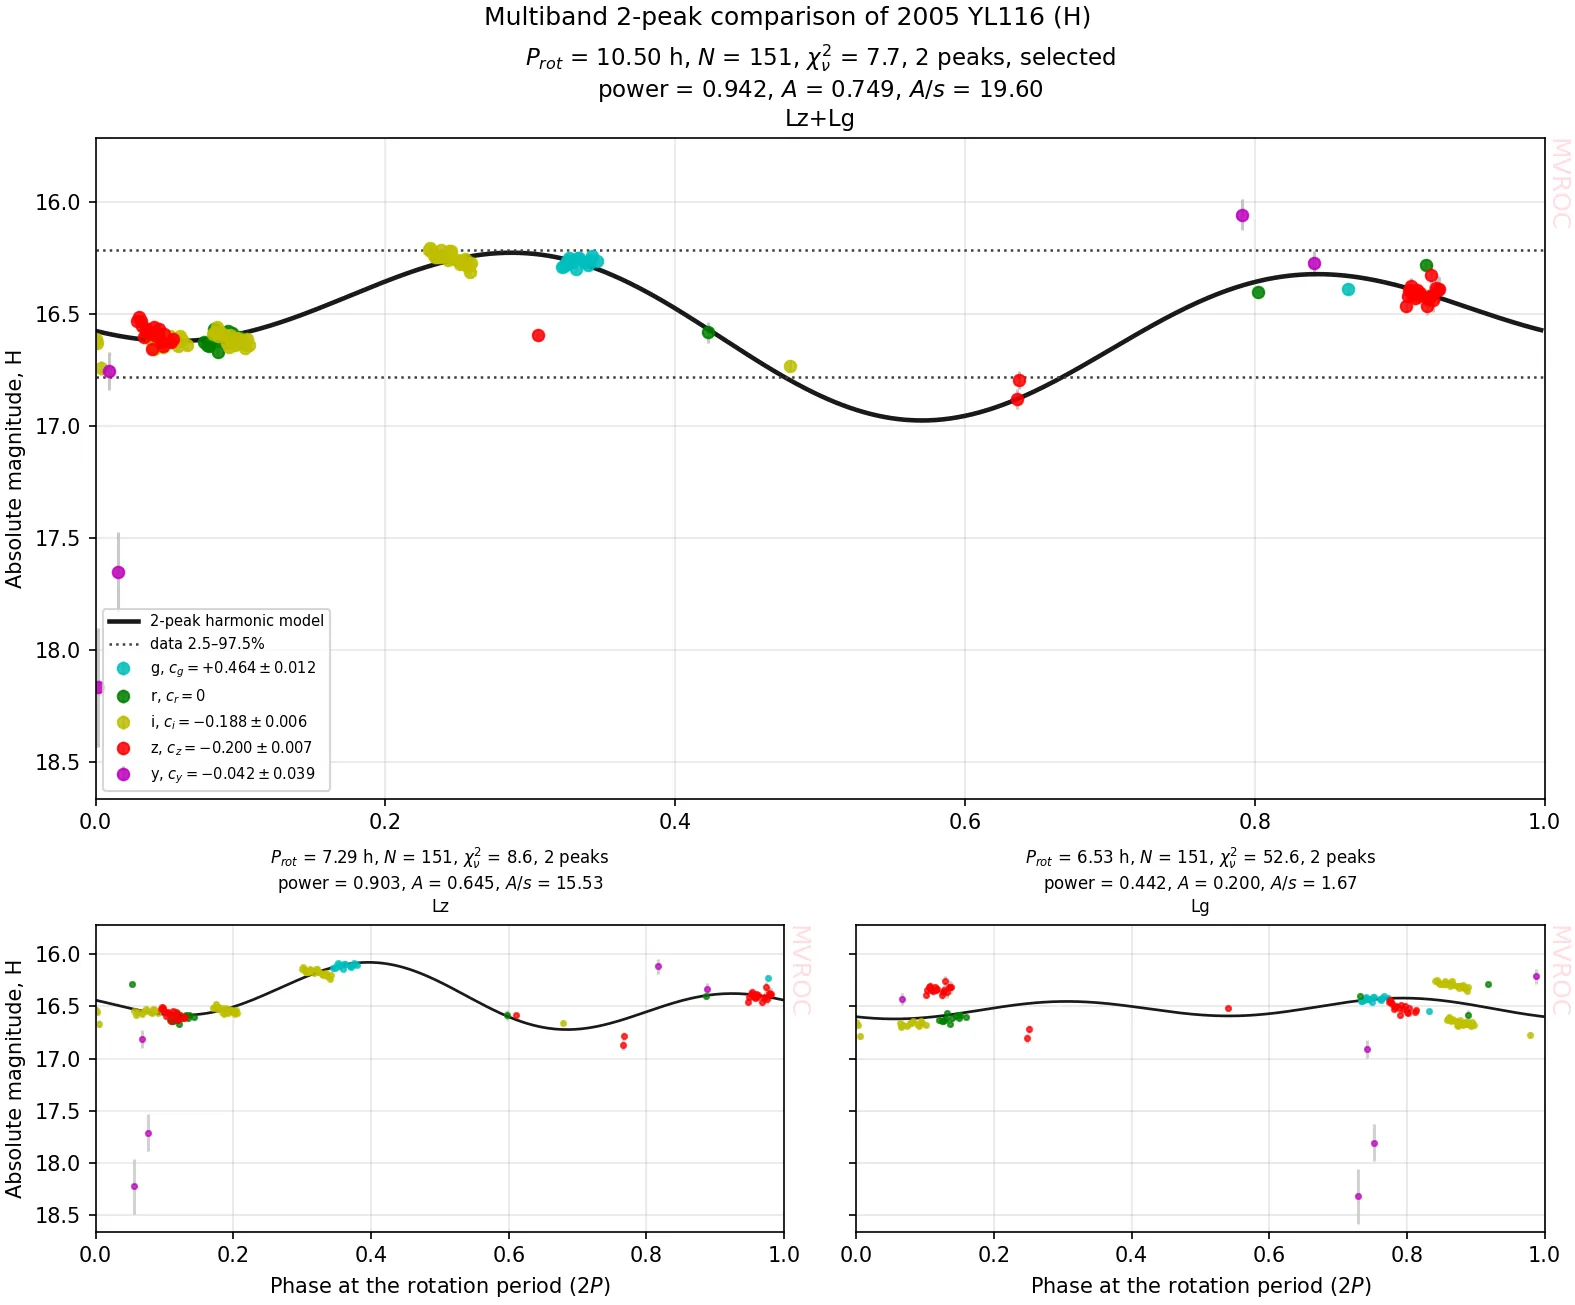 Multiband 2-peak comparison of 2005 YL116 (H)
P_rot = 10.50 h, N = 151, χ²_ν = 7.7, 2 peaks, selected
power = 0.942, A = 0.749, A/s = 19.60
Lz+Lg
MVROC
Absolute magnitude, H
16.0
16.5
17.0
17.5
18.0
18.5
2-peak harmonic model
data 2.5–97.5%
g, c_g = +0.464 ± 0.012
r, c_r = 0
i, c_i = −0.188 ± 0.006
z, c_z = −0.200 ± 0.007
y, c_y = −0.042 ± 0.039
0.0 0.2 0.4 0.6 0.8 1.0
P_rot = 7.29 h, N = 151, χ²_ν = 8.6, 2 peaks
power = 0.903, A = 0.645, A/s = 15.53
Lz
MVROC
Absolute magnitude, H
16.0
16.5
17.0
17.5
18.0
18.5
0.0 0.2 0.4 0.6 0.8 1.0
Phase at the rotation period (2P)
P_rot = 6.53 h, N = 151, χ²_ν = 52.6, 2 peaks
power = 0.442, A = 0.200, A/s = 1.67
Lg
MVROC
0.0 0.2 0.4 0.6 0.8 1.0
Phase at the rotation period (2P)